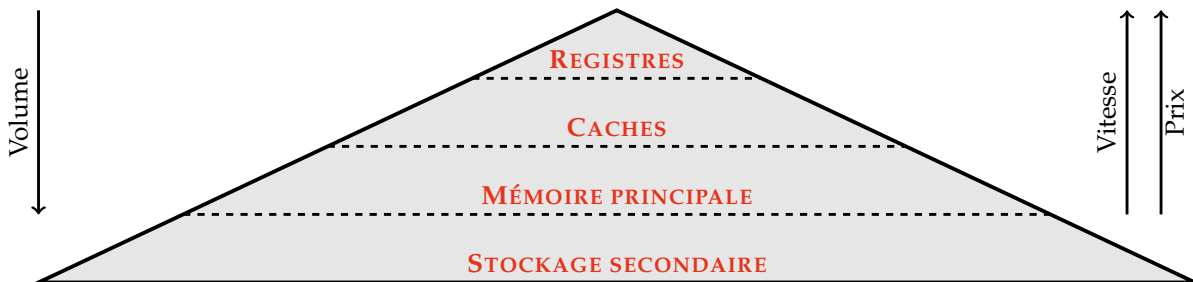 REGISTRES
CACHES
MÉMOIRE PRINCIPALE
STOCKAGE SECONDAIRE
Volume
Vitesse
Prix